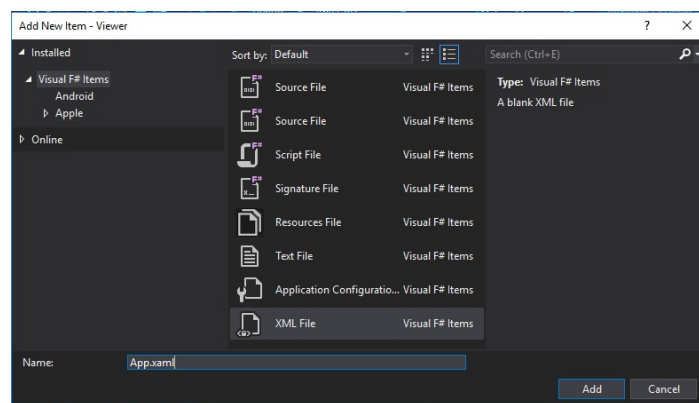 Add New Item - Viewer ? ×
Installed
Visual F# Items
Android
Apple
Online
Sort by: Default
Source File Visual F# Items
Source File Visual F# Items
Script File Visual F# Items
Signature File Visual F# Items
Resources File Visual F# Items
Text File Visual F# Items
Application Configuratio... Visual F# Items
XML File Visual F# Items
Search (Ctrl+E)
Type: Visual F# Items
A blank XML file
Name: App.xaml
Add Cancel